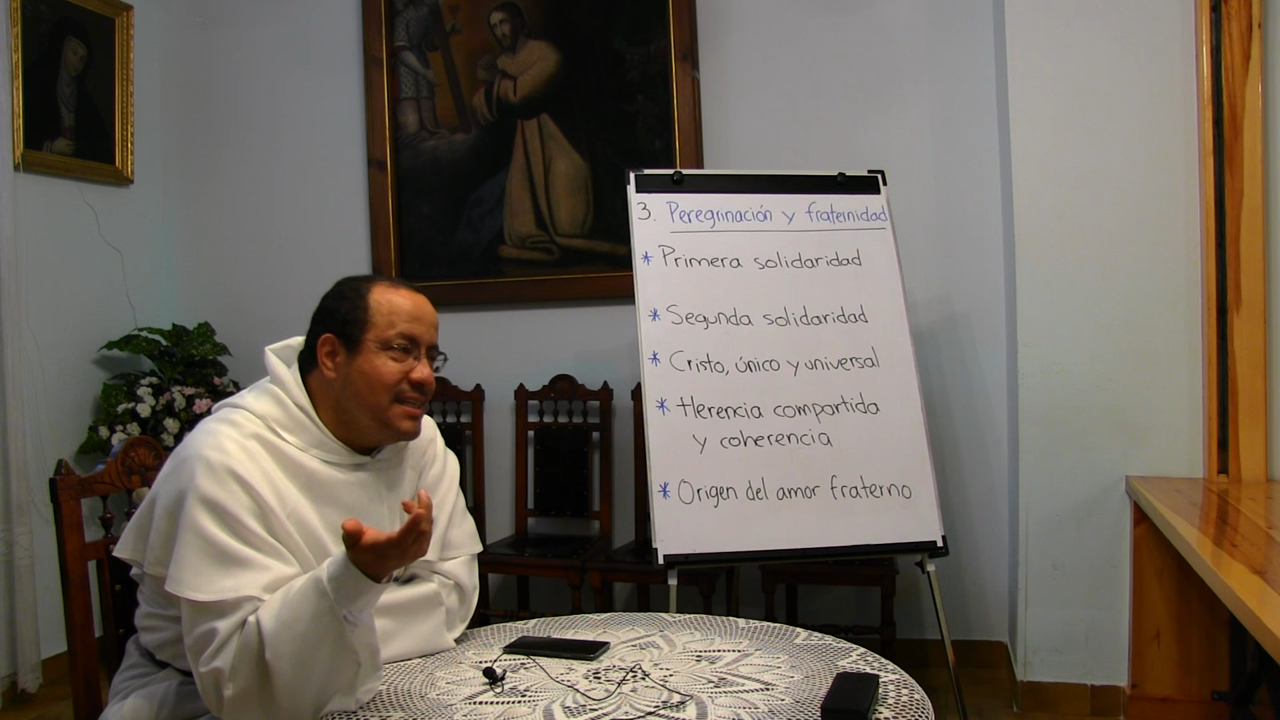 3. Peregrinación y fraternidad
* Primera solidaridad
* Segunda solidaridad
* Cristo, único y universal
* Herencia compartida
y coherencia
* Origen del amor fraterno